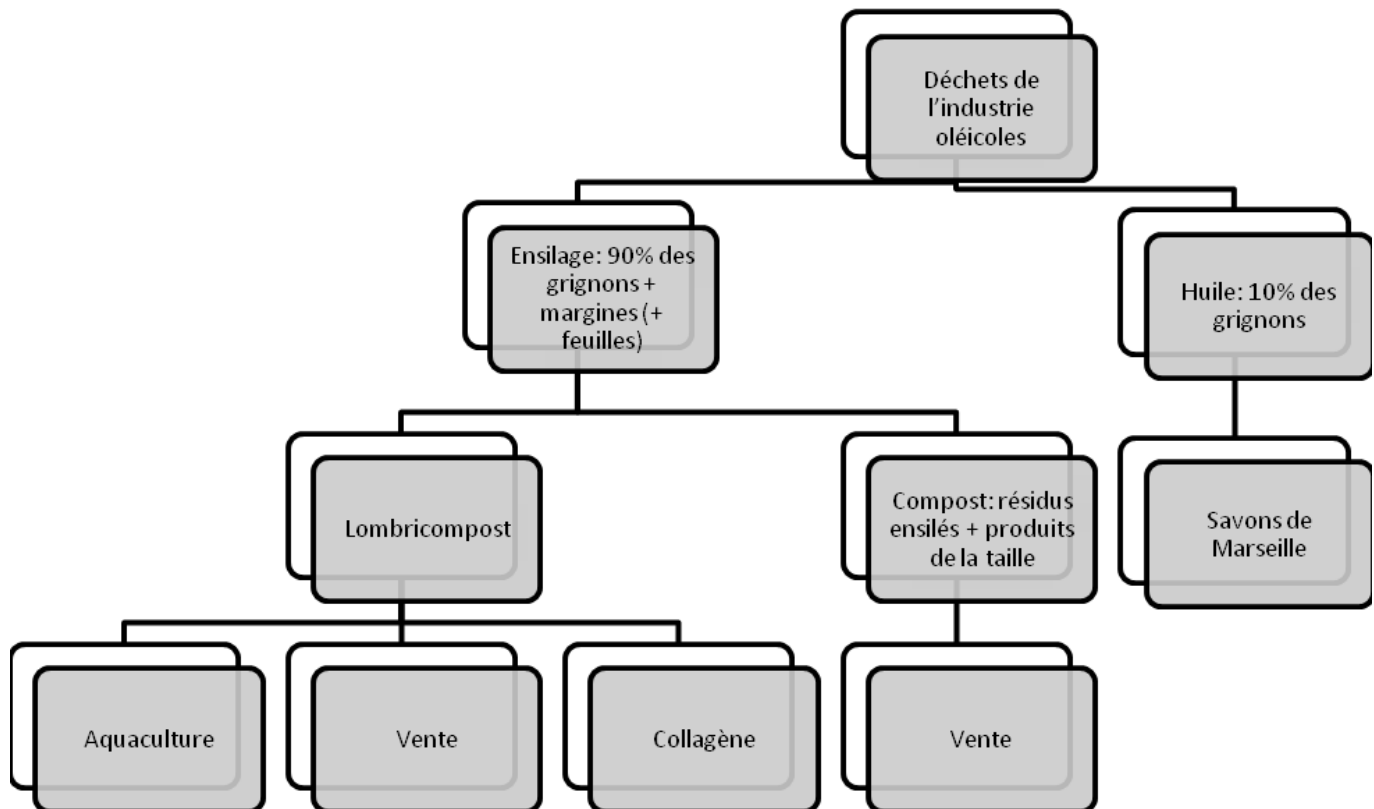 Déchets de
l'industrie
oléicoles
Ensilage: 90% des
grignons +
margines (+
feuilles)
Huile: 10% des
grignons
Lombricompost
Compost: résidus
ensilés + produits
de la taille
Savons de
Marseille
Aquaculture
Vente
Collagène
Vente